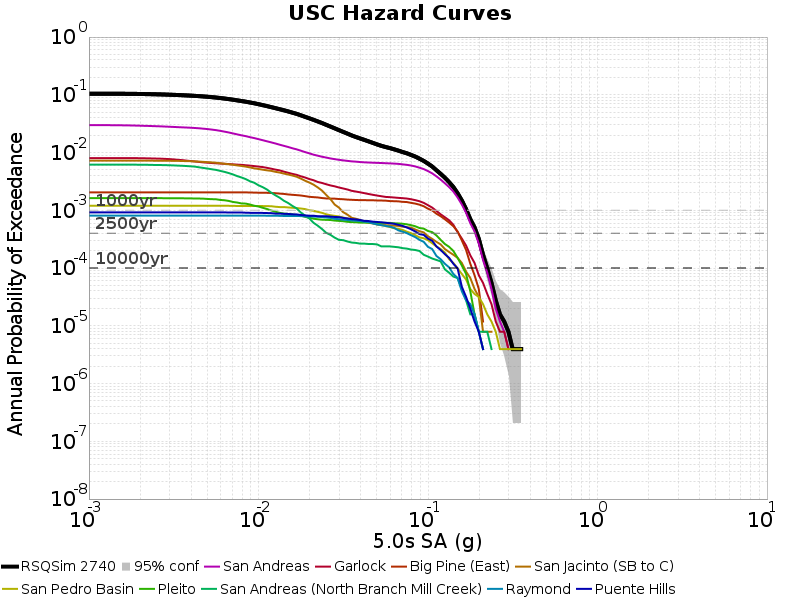 USC Hazard Curves
Annual Probability of Exceedance
10^0
10^-1
10^-2
10^-3
10^-4
10^-5
10^-6
10^-7
10^-8
1000yr
2500yr
10000yr
10^-3 10^-2 10^-1 10^0 10^1
5.0s SA (g)
RSQSim 2740 95% conf San Andreas Garlock Big Pine (East) San Jacinto (SB to C)
San Pedro Basin Pleito San Andreas (North Branch Mill Creek) Raymond Puente Hills